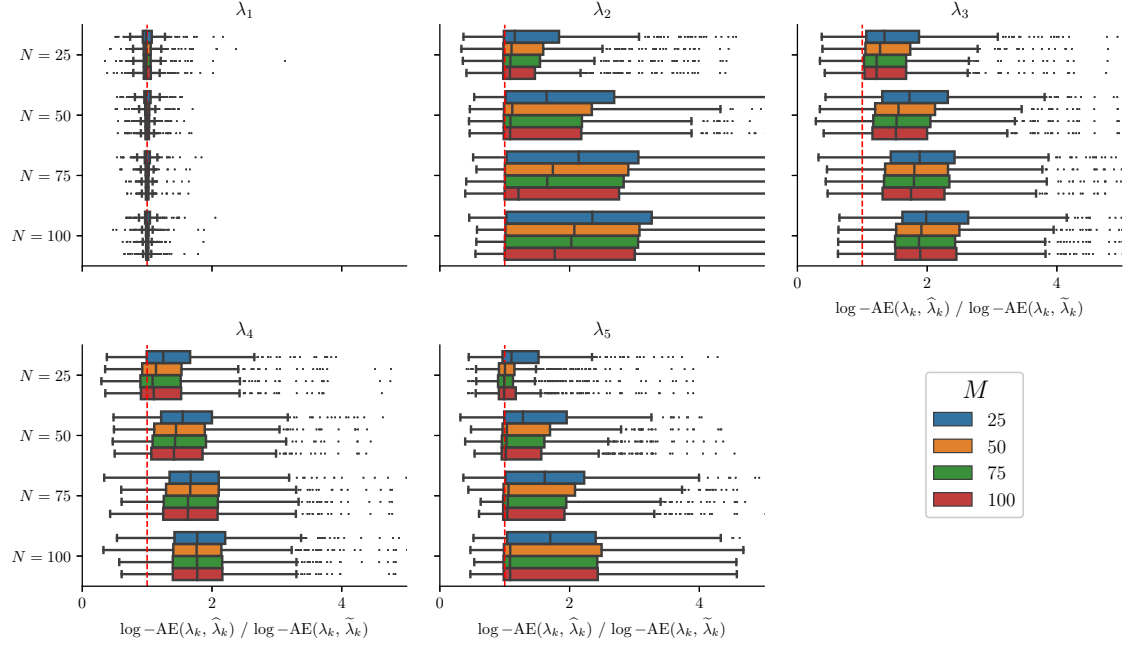 λ₁
λ₂
λ₃
N = 25
N = 50
N = 75
N = 100
0 2 4
log −AE(λₖ, λ̂ₖ) / log −AE(λₖ, λ̃ₖ)
λ₄
λ₅
N = 25
N = 50
N = 75
N = 100
0 2 4
0 2 4
log −AE(λₖ, λ̂ₖ) / log −AE(λₖ, λ̃ₖ)
log −AE(λₖ, λ̂ₖ) / log −AE(λₖ, λ̃ₖ)
M
25
50
75
100